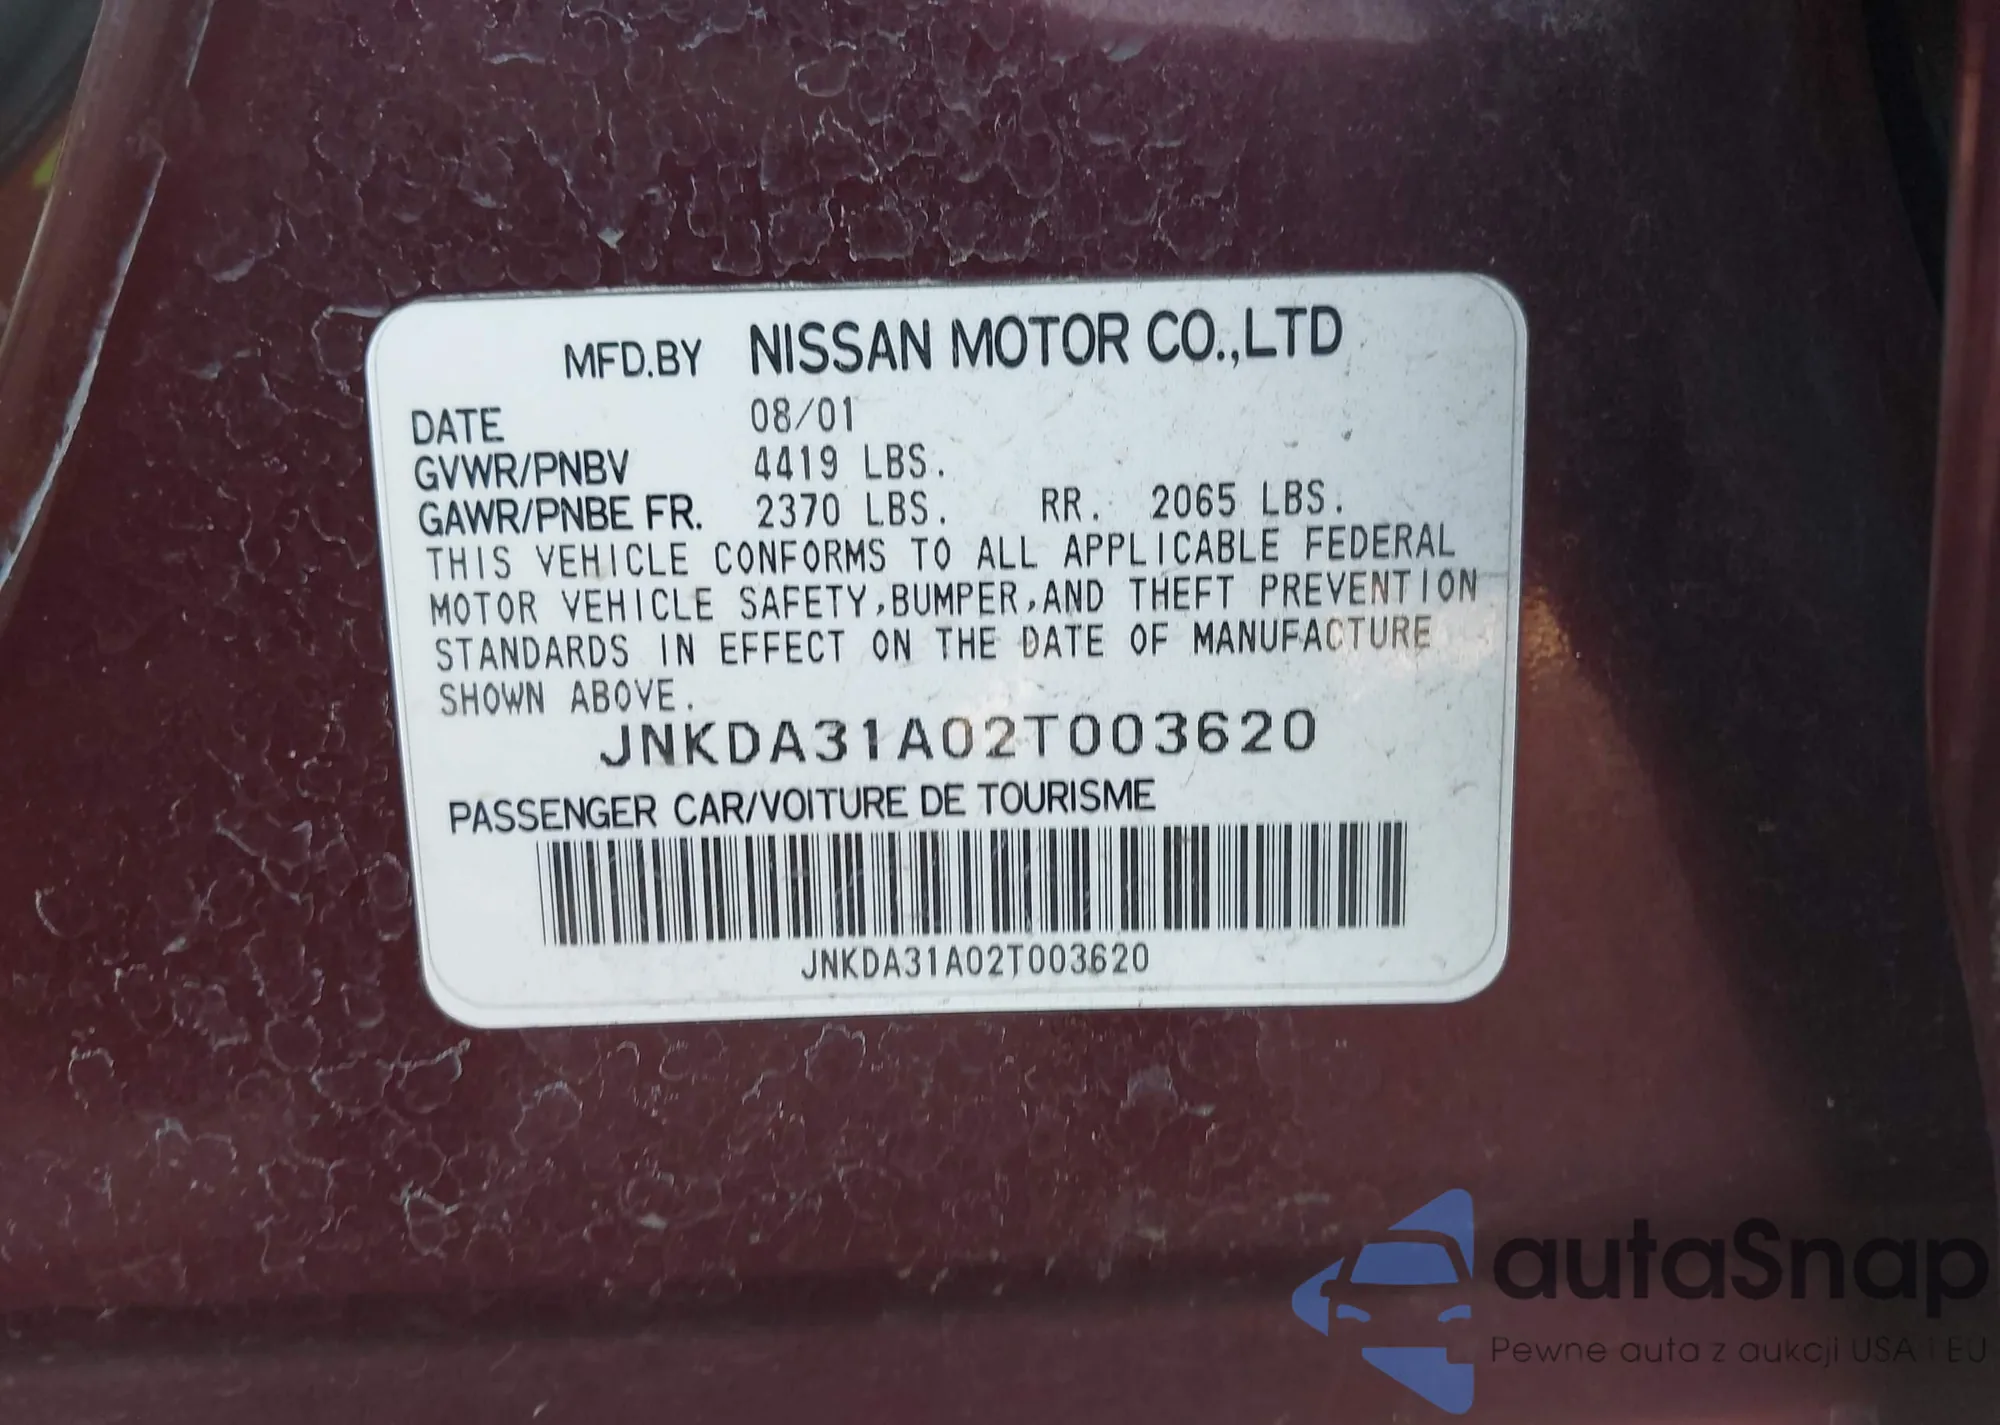 MFD.BY NISSAN MOTOR CO.,LTD
DATE 08/01
GVWR/PNBV 4419 LBS.
GAWR/PNBE FR. 2370 LBS. RR. 2065 LBS.
THIS VEHICLE CONFORMS TO ALL APPLICABLE FEDERAL
MOTOR VEHICLE SAFETY,BUMPER,AND THEFT PREVENTION
STANDARDS IN EFFECT ON THE DATE OF MANUFACTURE
SHOWN ABOVE.
JNKDA31A02T003620
PASSENGER CAR/VOITURE DE TOURISME
JNKDA31A02T003620
autaSnap
Pewne auta z aukcji USA i EU